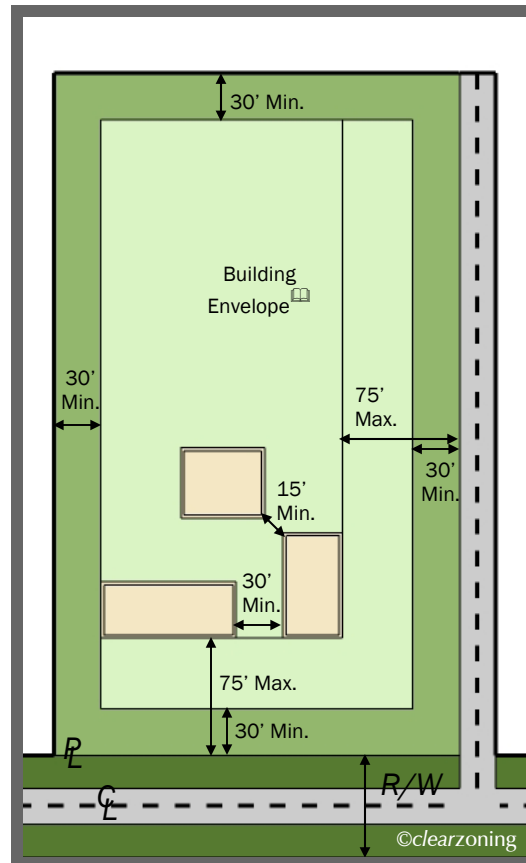 30’ Min.
Building
Envelope
30’
Min.
75’
Max.
30’
Min.
15’
Min.
30’
Min.
75’ Max.
30’ Min.
PL
CL
R/W
©clearzoning